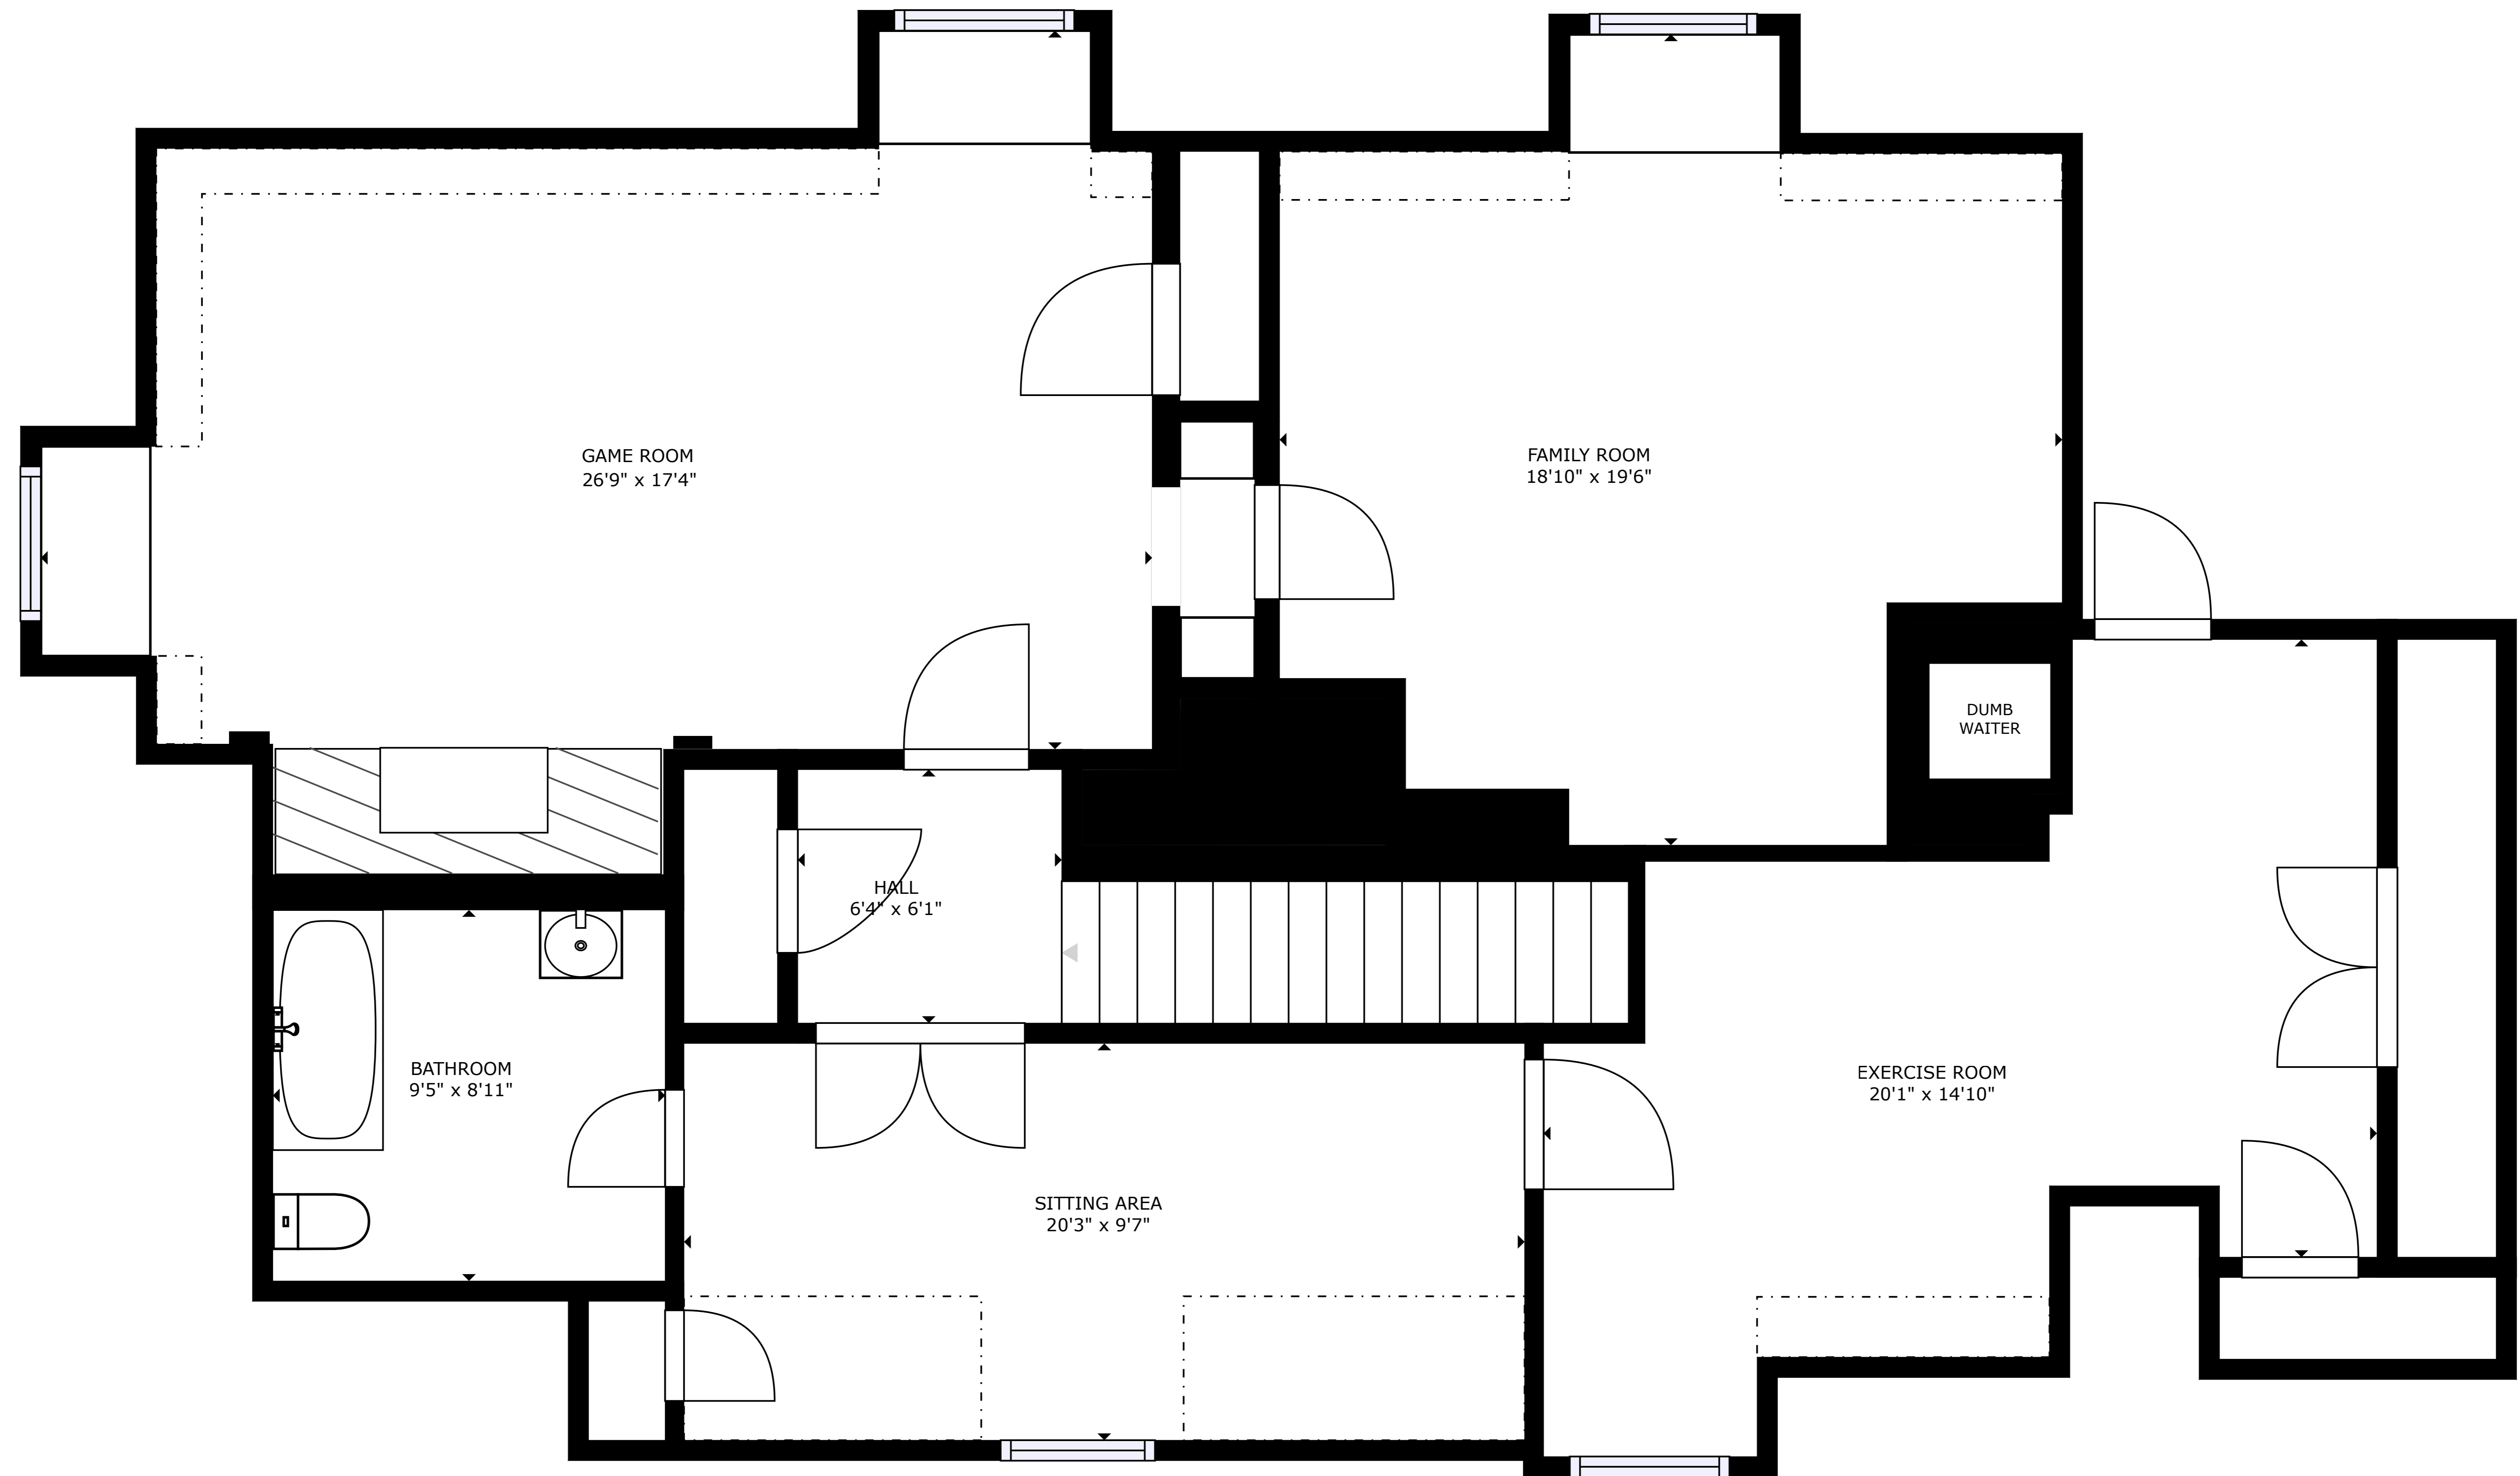 GAME ROOM
26'9" x 17'4"
FAMILY ROOM
18'10" x 19'6"
DUMB
WAITER
HALL
6'4" x 6'1"
BATHROOM
9'5" x 8'11"
EXERCISE ROOM
20'1" x 14'10"
SITTING AREA
20'3" x 9'7"